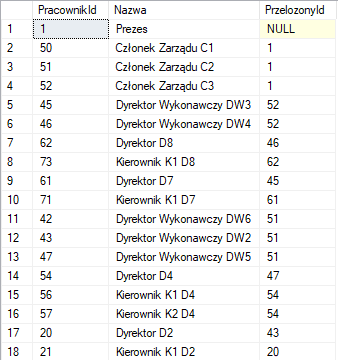 PracownikId Nazwa PrzelozonyId
1 1 Prezes NULL
2 50 Członek Zarządu C1 1
3 51 Członek Zarządu C2 1
4 52 Członek Zarządu C3 1
5 45 Dyrektor Wykonawczy DW3 52
6 46 Dyrektor Wykonawczy DW4 52
7 62 Dyrektor D8 46
8 73 Kierownik K1 D8 62
9 61 Dyrektor D7 45
10 71 Kierownik K1 D7 61
11 42 Dyrektor Wykonawczy DW6 51
12 43 Dyrektor Wykonawczy DW2 51
13 47 Dyrektor Wykonawczy DW5 51
14 54 Dyrektor D4 47
15 56 Kierownik K1 D4 54
16 57 Kierownik K2 D4 54
17 20 Dyrektor D2 43
18 21 Kierownik K1 D2 20